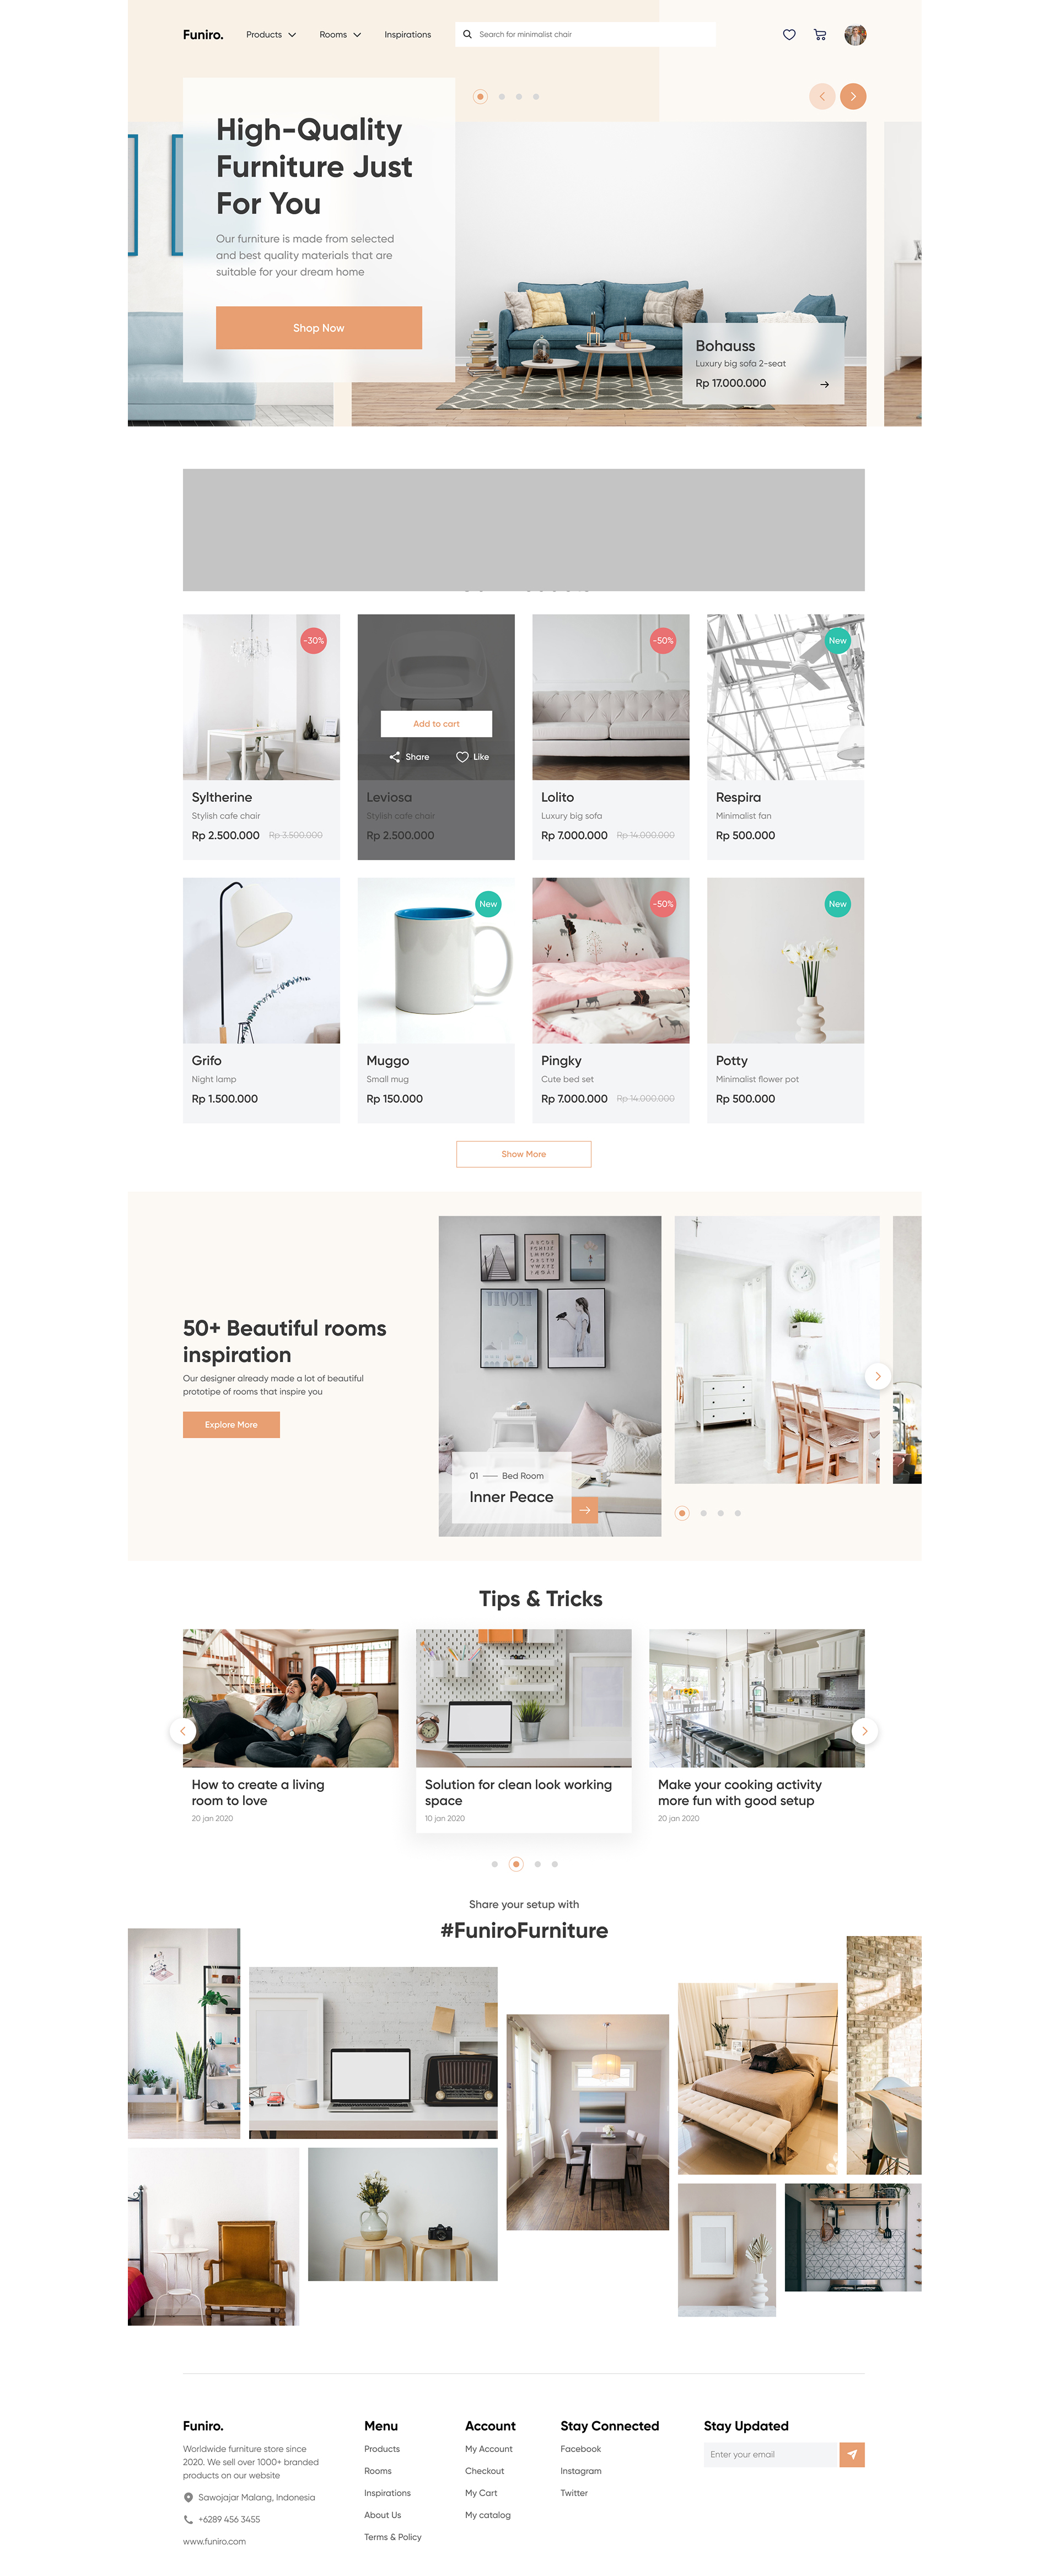 Funiro.
Products
Rooms
Inspirations
Search for minimalist chair
High-Quality
Furniture Just
For You
Our furniture is made from selected
and best quality materials that are
suitable for your dream home
Shop Now
Bohauss
Luxury big sofa 2-seat
Rp 17.000.000
-30%
Syltherine
Stylish cafe chair
Rp 2.500.000 Rp 3.500.000
Add to cart
Share
Like
Leviosa
Stylish cafe chair
Rp 2.500.000
-50%
Lolito
Luxury big sofa
Rp 7.000.000 Rp 14.000.000
New
Respira
Minimalist fan
Rp 500.000
Grifo
Night lamp
Rp 1.500.000
New
Muggo
Small mug
Rp 150.000
-50%
Pingky
Cute bed set
Rp 7.000.000 Rp 14.000.000
New
Potty
Minimalist flower pot
Rp 500.000
Show More
50+ Beautiful rooms
inspiration
Our designer already made a lot of beautiful
prototipe of rooms that inspire you
Explore More
TIVOLI
01 Bed Room
Inner Peace
Tips & Tricks
How to create a living
room to love
20 jan 2020
Solution for clean look working
space
10 jan 2020
Make your cooking activity
more fun with good setup
20 jan 2020
Share your setup with
#FuniroFurniture
Funiro.
Worldwide furniture store since
2020. We sell over 1000+ branded
products on our website
Sawojajar Malang, Indonesia
+6289 456 3455
www.funiro.com
Menu
Products
Rooms
Inspirations
About Us
Terms & Policy
Account
My Account
Checkout
My Cart
My catalog
Stay Connected
Facebook
Instagram
Twitter
Stay Updated
Enter your email